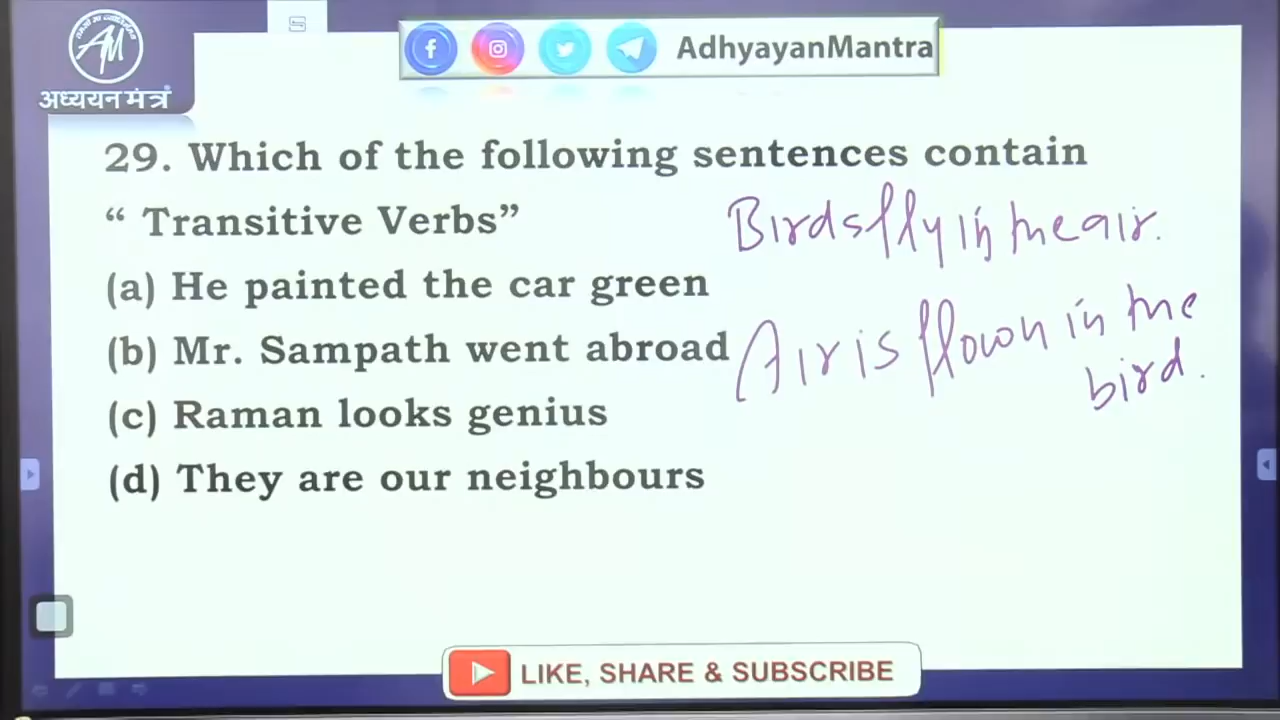 AM
अध्ययन मंत्रं
AdhyayanMantra
29. Which of the following sentences contain
“ Transitive Verbs”
(a) He painted the car green
(b) Mr. Sampath went abroad
(c) Raman looks genius
(d) They are our neighbours
Birds fly in the air.
Air is flown in the
bird.
LIKE, SHARE & SUBSCRIBE